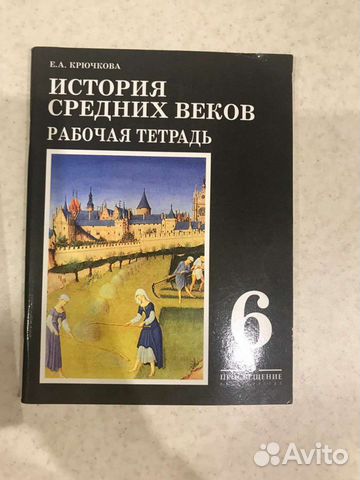 Е.А. КРЮЧКОВА
ИСТОРИЯ
СРЕДНИХ ВЕКОВ
РАБОЧАЯ ТЕТРАДЬ
6
ПРОСВЕЩЕНИЕ
Avito